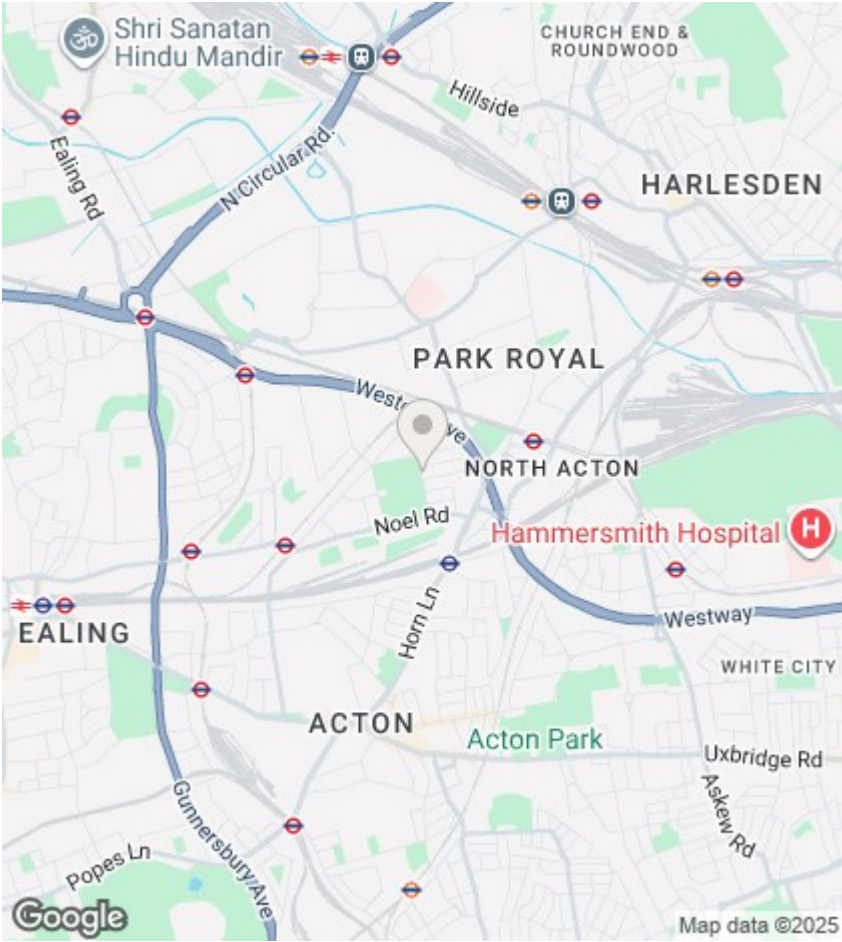 Shri Sanatan
Hindu Mandir
CHURCH END &
ROUNDWOOD
Hillside
Ealing Rd
N Circular Rd.
HARLESDEN
PARK ROYAL
NORTH ACTON
Noel Rd
Hammersmith Hospital
H
Horn Ln
EALING
Westway
WHITE CITY
ACTON
Acton Park
Uxbridge Rd
Askew Rd
Gunnersbury Ave
Popes Ln
Google
Map data ©2025